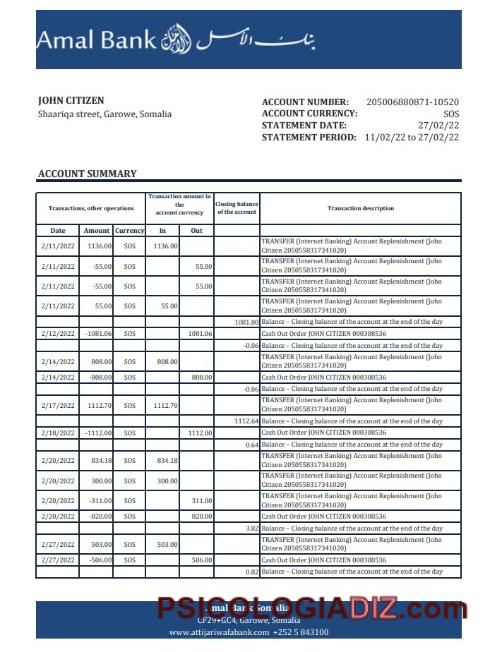 Amal Bank بنك الأمل
JOHN CITIZEN
Shaariqa street, Garowe, Somalia
ACCOUNT NUMBER: 205006880871-10520
ACCOUNT CURRENCY: SOS
STATEMENT DATE: 27/02/22
STATEMENT PERIOD: 11/02/22 to 27/02/22
ACCOUNT SUMMARY
Transactions, other operations
Transaction amount in
the
account currency
Closing balance
of the account
Transaction description
Date Amount Currency In Out
2/11/2022 1136.00 SOS 1136.00 TRANSFER (Internet Banking) Account Replenishment (John
Citizen 2050558317341020)
2/11/2022 -55.00 SOS 55.00 TRANSFER (Internet Banking) Account Replenishment (John
Citizen 2050558317341020)
2/11/2022 -55.00 SOS 55.00 TRANSFER (Internet Banking) Account Replenishment (John
Citizen 2050558317341020)
2/11/2022 55.00 SOS 55.00 TRANSFER (Internet Banking) Account Replenishment (John
Citizen 2050558317341020)
1081.00 Balance – Closing balance of the account at the end of the day
2/12/2022 -1081.06 SOS 1081.06 Cash Out Order JOHN CITIZEN 000308536
-0.06 Balance – Closing balance of the account at the end of the day
2/14/2022 808.00 SOS 808.00 TRANSFER (Internet Banking) Account Replenishment (John
Citizen 2050558317341020)
2/14/2022 -808.00 SOS 808.00 Cash Out Order JOHN CITIZEN 000308536
-0.06 Balance – Closing balance of the account at the end of the day
2/17/2022 1112.70 SOS 1112.70 TRANSFER (Internet Banking) Account Replenishment (John
Citizen 2050558317341020)
1112.64 Balance – Closing balance of the account at the end of the day
2/18/2022 -1112.00 SOS 1112.00 Cash Out Order JOHN CITIZEN 000308536
0.64 Balance – Closing balance of the account at the end of the day
2/20/2022 834.18 SOS 834.18 TRANSFER (Internet Banking) Account Replenishment (John
Citizen 2050558317341020)
2/20/2022 300.00 SOS 300.00 TRANSFER (Internet Banking) Account Replenishment (John
Citizen 2050558317341020)
2/20/2022 -311.00 SOS 311.00 TRANSFER (Internet Banking) Account Replenishment (John
Citizen 2050558317341020)
2/20/2022 -820.00 SOS 820.00 Cash Out Order JOHN CITIZEN 000308536
3.82 Balance – Closing balance of the account at the end of the day
2/27/2022 503.00 SOS 503.00 TRANSFER (Internet Banking) Account Replenishment (John
Citizen 2050558317341020)
2/27/2022 -506.00 SOS 506.00 Cash Out Order JOHN CITIZEN 000308536
0.82 Balance – Closing balance of the account at the end of the day
PSICOLOGIADIZ.com
Amal Bank Somalia
CF29+GC4, Garowe, Somalia
www.attijariwafabank.com +252 5 843100